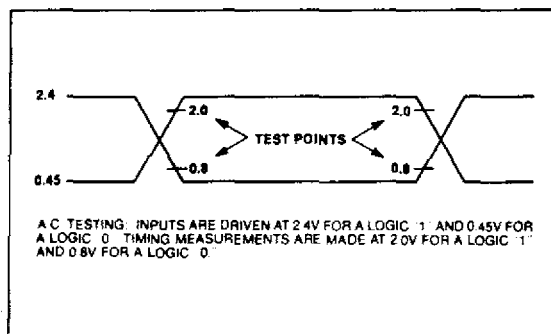 2.4
2.0 2.0
TEST POINTS
0.8 0.8
0.45
A.C. TESTING: INPUTS ARE DRIVEN AT 2.4V FOR A LOGIC "1" AND 0.45V FOR
A LOGIC "0." TIMING MEASUREMENTS ARE MADE AT 2.0V FOR A LOGIC "1"
AND 0.8V FOR A LOGIC "0."